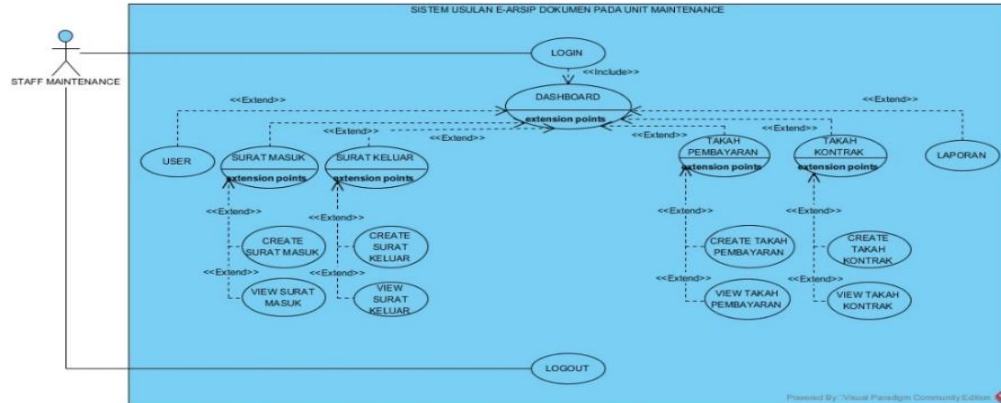 SISTEM USULAN E-ARSIP DOKUMEN PADA UNIT MAINTENANCE
STAFF MAINTENANCE
LOGIN
<<Include>>
DASHBOARD
extension points
<<Extend>>
<<Extend>>
<<Extend>>
<<Extend>>
<<Extend>>
<<Extend>>
USER
SURAT MASUK
extension points
SURAT KELUAR
extension points
TAKAH
PEMBAYARAN
extension points
TAKAH
KONTRAK
extension points
LAPORAN
<<Extend>>
<<Extend>>
<<Extend>>
<<Extend>>
CREATE
SURAT MASUK
CREATE
SURAT
KELUAR
CREATE TAKAH
PEMBAYARAN
CREATE
TAKAH
KONTRAK
<<Extend>>
<<Extend>>
<<Extend>>
<<Extend>>
VIEW SURAT
MASUK
VIEW
SURAT
KELUAR
VIEW TAKAH
PEMBAYARAN
VIEW TAKAH
KONTRAK
LOGOUT
Powered By Visual Paradigm Community Edition